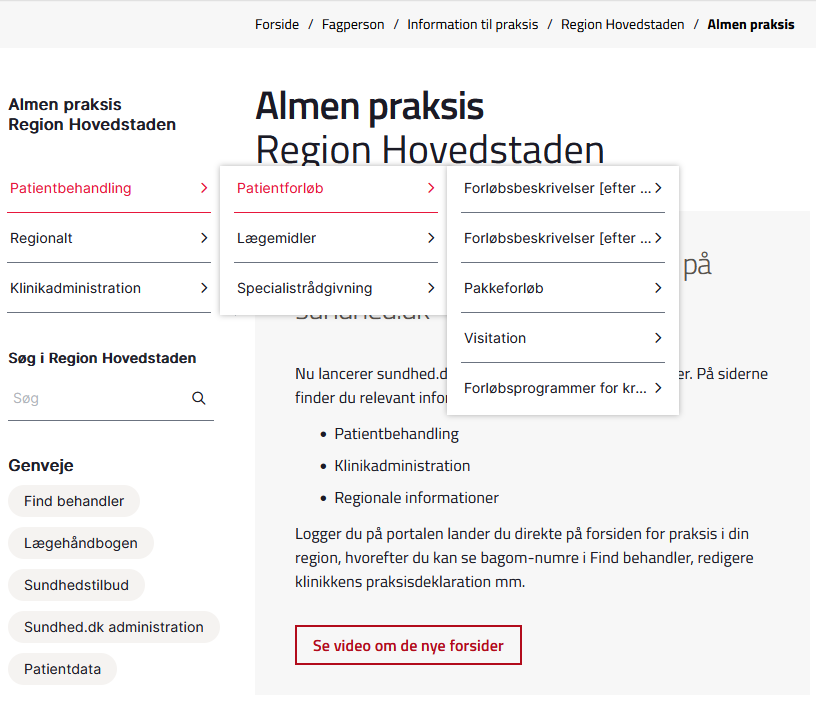 Forside / Fagperson / Information til praksis / Region Hovedstaden / Almen praksis
Almen praksis
Region Hovedstaden
Patientbehandling
Regionalt
Klinikadministration
Søg i Region Hovedstaden
Søg
Genveje
Find behandler
Lægehåndbogen
Sundhedstilbud
Sundhed.dk administration
Patientdata
Almen praksis
Region Hovedstaden
Patientforløb
Lægemidler
Specialistrådgivning
Forløbsbeskrivelser [efter ...
Forløbsbeskrivelser [efter ...
Pakkeforløb
Visitation
Forløbsprogrammer for kr...
på
sundhed.dk
Nu lancerer sundhed.d er. På siderne
finder du relevant infor
• Patientbehandling
• Klinikadministration
• Regionale informationer
Logger du på portalen lander du direkte på forsiden for praksis i din
region, hvorefter du kan se bagom-numre i Find behandler, redigere
klinikkens praksisdeklaration mm.
Se video om de nye forsider